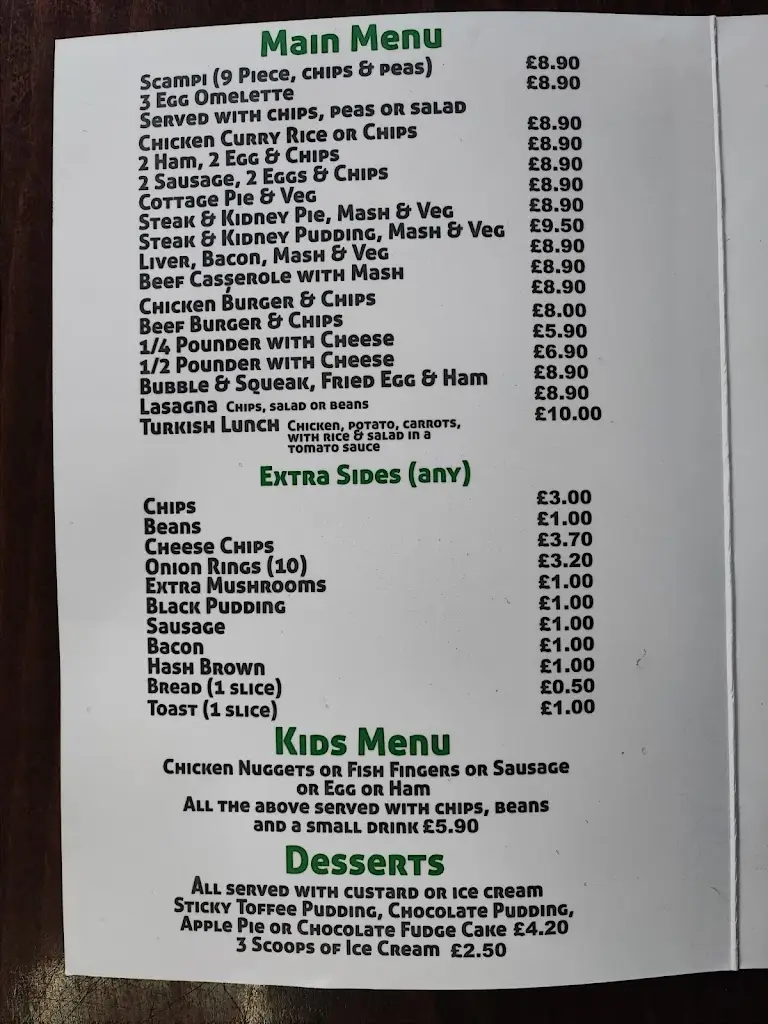 Main Menu
Scampi (9 Piece, chips & peas) £8.90
3 Egg Omelette £8.90
Served with chips, peas or salad
Chicken Curry Rice or Chips £8.90
2 Ham, 2 Egg & Chips £8.90
2 Sausage, 2 Eggs & Chips £8.90
Cottage Pie & Veg £8.90
Steak & Kidney Pie, Mash & Veg £8.90
Steak & Kidney Pudding, Mash & Veg £9.50
Liver, Bacon, Mash & Veg £8.90
Beef Casserole with Mash £8.90
Chicken Burger & Chips £8.90
Beef Burger & Chips £8.00
1/4 Pounder with Cheese £5.90
1/2 Pounder with Cheese £6.90
Bubble & Squeak, Fried Egg & Ham £8.90
Lasagna Chips, salad or beans £8.90
Turkish Lunch Chicken, potato, carrots, £10.00
with rice & salad in a
tomato sauce
Extra Sides (any)
Chips £3.00
Beans £1.00
Cheese Chips £3.70
Onion Rings (10) £3.20
Extra Mushrooms £1.00
Black Pudding £1.00
Sausage £1.00
Bacon £1.00
Hash Brown £1.00
Bread (1 slice) £0.50
Toast (1 slice) £1.00
Kids Menu
Chicken Nuggets or Fish Fingers or Sausage
or Egg or Ham
All the above served with chips, beans
and a small drink £5.90
Desserts
All served with custard or ice cream
Sticky Toffee Pudding, Chocolate Pudding,
Apple Pie or Chocolate Fudge Cake £4.20
3 Scoops of Ice Cream £2.50